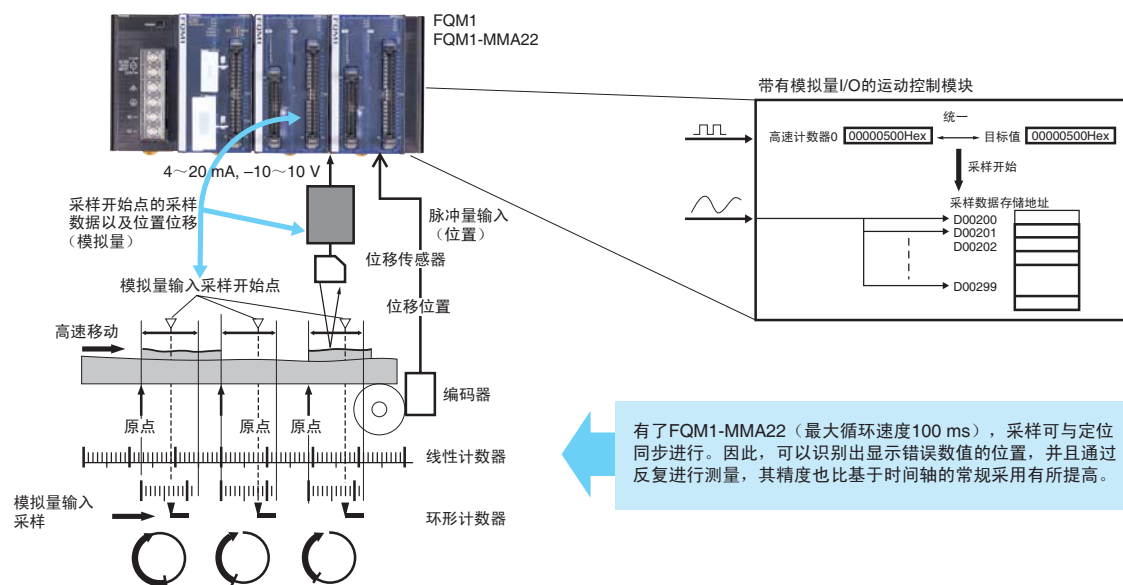 FQM1
FQM1-MMA22
4～20 mA, –10～10 V
采样开始点的采样
数据以及位置位移
（模拟量）
脉冲量输入
（位置）
位移传感器
模拟量输入采样开始点
位移位置
高速移动
编码器
原点
原点
原点
线性计数器
模拟量输入
采样
环形计数器
带有模拟量I/O的运动控制模块
统一
高速计数器0 00000500Hex 目标值 00000500Hex
采样开始
采样数据存储地址
D00200
D00201
D00202
D00299
有了FQM1-MMA22（最大循环速度100 ms），采样可与定位
同步进行。因此，可以识别出显示错误数值的位置，并且通过
反复进行测量，其精度也比基于时间轴的常规采用有所提高。